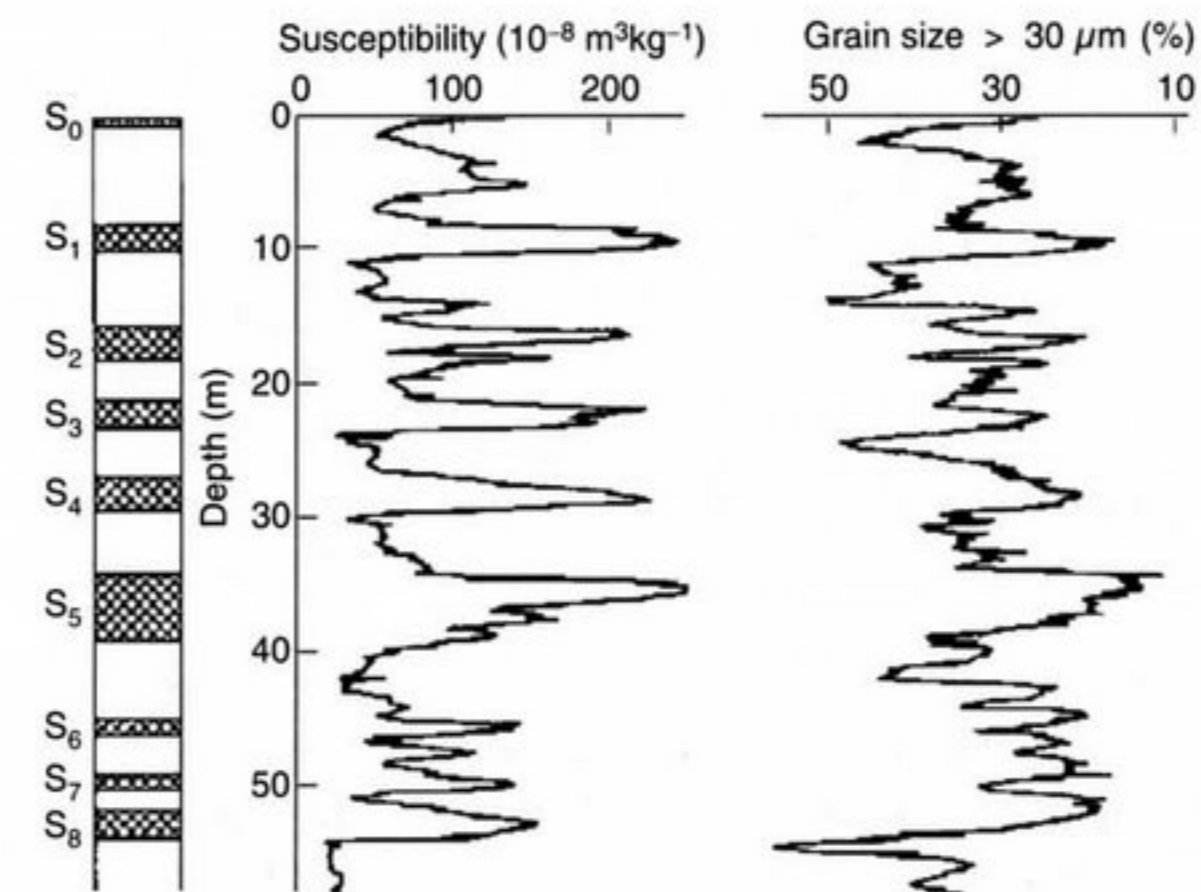 Susceptibility (10⁻⁸ m³kg⁻¹)
Grain size > 30 µm (%)
0 100 200
50 30 10
S₀
S₁
S₂
S₃
S₄
S₅
S₆
S₇
S₈
Depth (m)
0
10
20
30
40
50